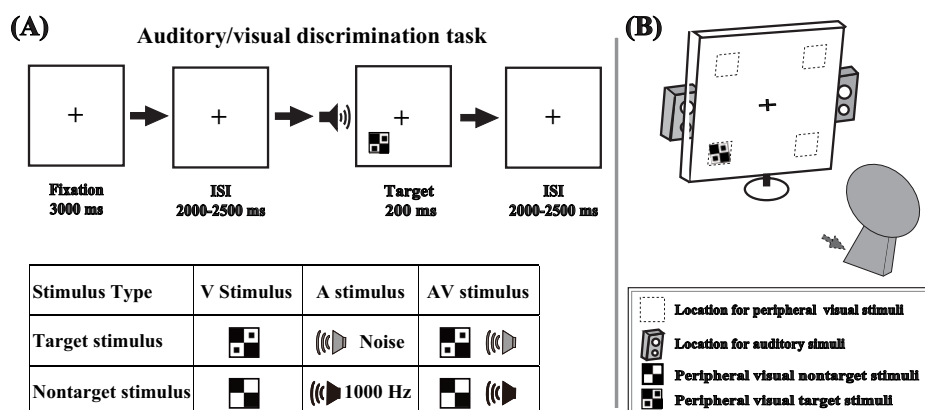 (A)
Auditory/visual discrimination task
Fixation
3000 ms
ISI
2000-2500 ms
Target
200 ms
ISI
2000-2500 ms
Stimulus Type V Stimulus A stimulus AV stimulus
Target stimulus Noise
Nontarget stimulus 1000 Hz
(B)
Location for peripheral visual stimuli
Location for auditory simuli
Peripheral visual nontarget stimuli
Peripheral visual target stimuli